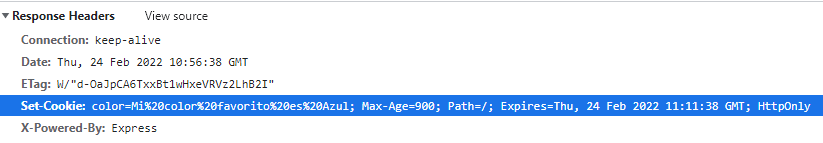 Response Headers View source
Connection: keep-alive
Date: Thu, 24 Feb 2022 10:56:38 GMT
ETag: W/"d-OaJpCA6TxxBt1wHxeVRVz2LhB2I"
Set-Cookie: color=Mi%20color%20favorito%20es%20Azul; Max-Age=900; Path=/; Expires=Thu, 24 Feb 2022 11:11:38 GMT; HttpOnly
X-Powered-By: Express